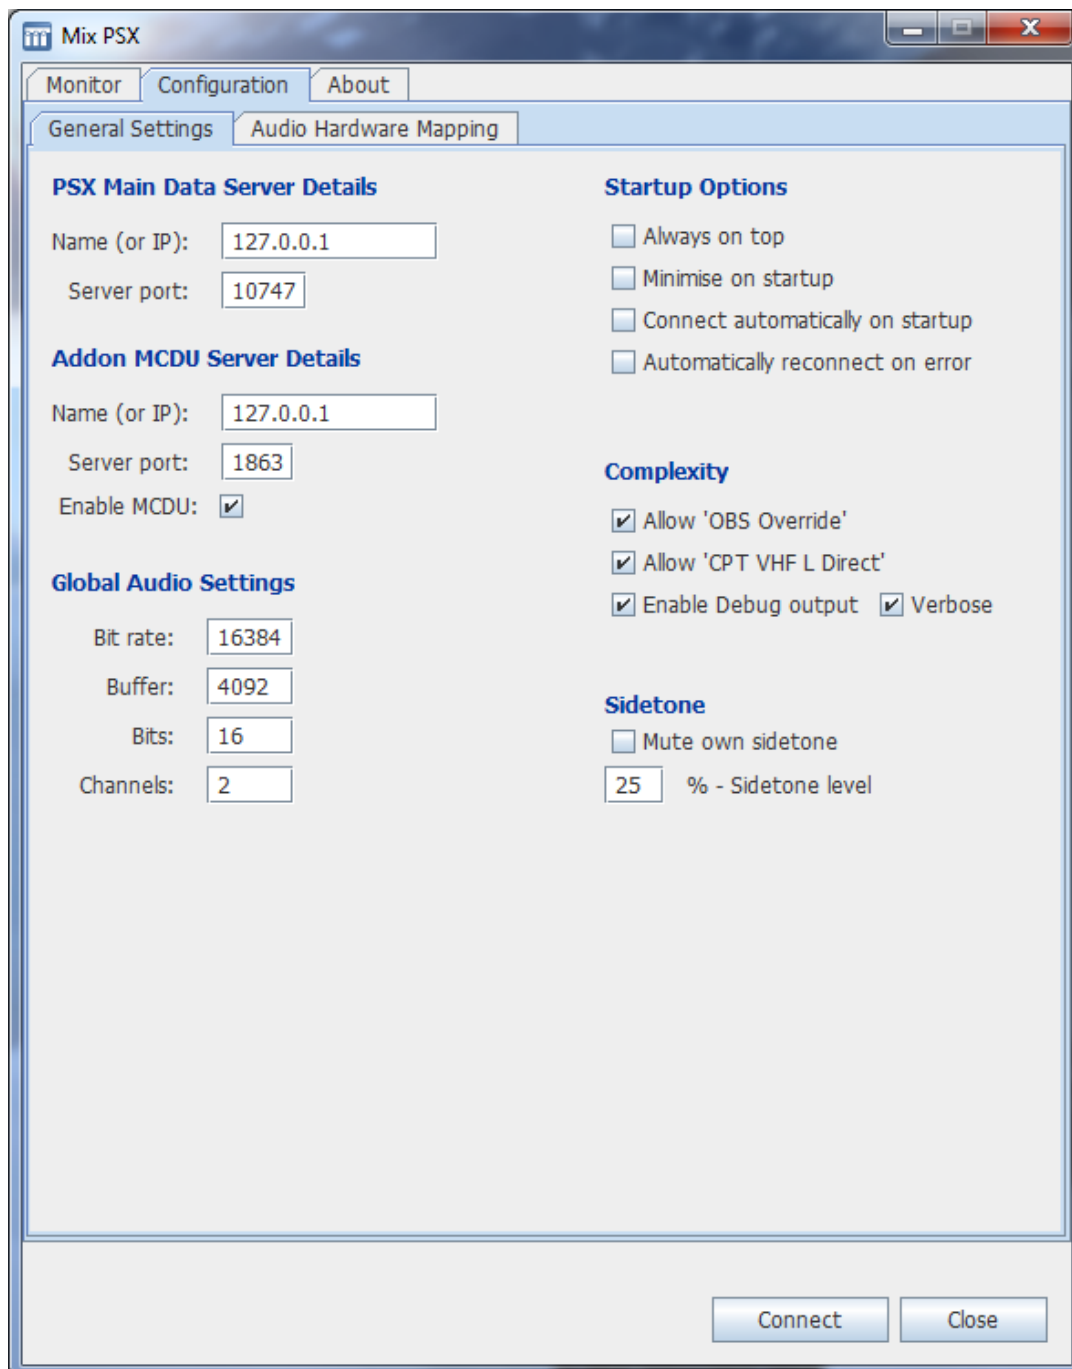 Mix PSX
Monitor Configuration About
General Settings Audio Hardware Mapping
PSX Main Data Server Details
Name (or IP): 127.0.0.1
Server port: 10747
Addon MCDU Server Details
Name (or IP): 127.0.0.1
Server port: 1863
Enable MCDU:
Global Audio Settings
Bit rate: 16384
Buffer: 4092
Bits: 16
Channels: 2
Startup Options
Always on top
Minimise on startup
Connect automatically on startup
Automatically reconnect on error
Complexity
Allow 'OBS Override'
Allow 'CPT VHF L Direct'
Enable Debug output Verbose
Sidetone
Mute own sidetone
25 % - Sidetone level
Connect Close